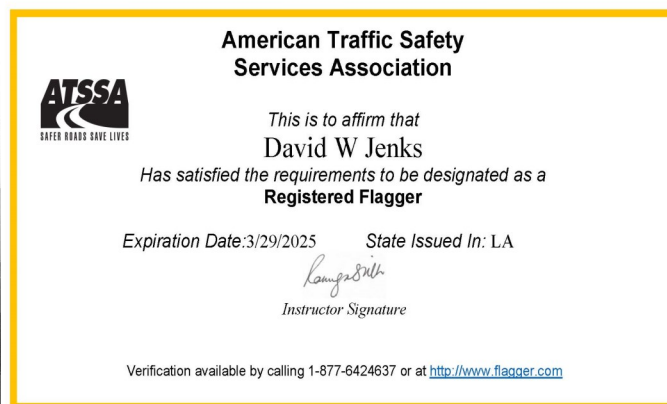 American Traffic Safety
Services Association
ATSSA
SAFER ROADS SAVE LIVES
This is to affirm that
David W Jenks
Has satisfied the requirements to be designated as a
Registered Flagger
Expiration Date:3/29/2025 State Issued In: LA
Instructor Signature
Verification available by calling 1-877-6424637 or at http://www.flagger.com